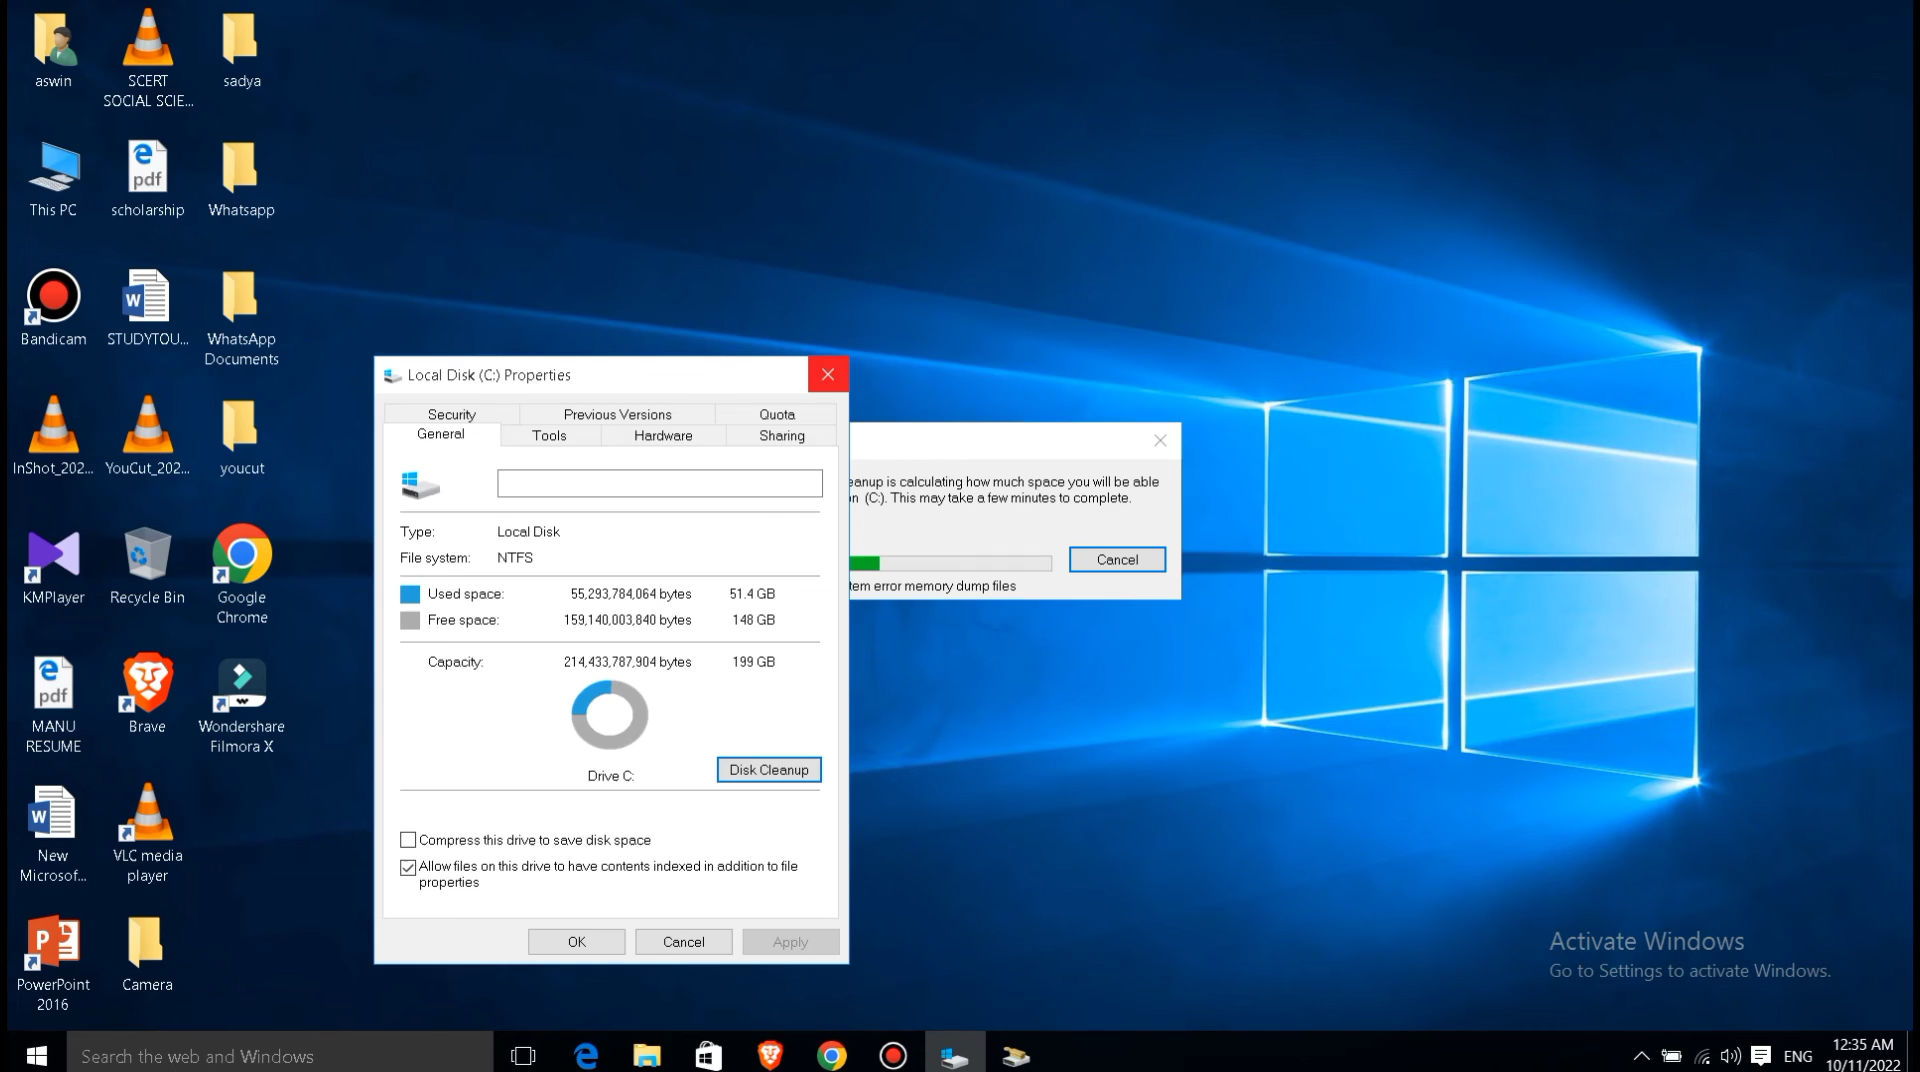 aswin
SCERT
SOCIAL SCIE...
sadya
This PC
pdf
scholarship
Whatsapp
Bandicam
STUDYTOU...
WhatsApp
Documents
InShot_202...
YouCut_202...
youcut
KMPlayer
Recycle Bin
Google
Chrome
pdf
MANU
RESUME
Brave
Wondershare
Filmora X
New
Microsof...
VLC media
player
PowerPoint
2016
Camera
Local Disk (C:) Properties
Security
Previous Versions
Quota
General
Tools
Hardware
Sharing
Type: Local Disk
File system: NTFS
Used space: 55,293,784,064 bytes 51.4 GB
Free space: 159,140,003,840 bytes 148 GB
Capacity: 214,433,787,904 bytes 199 GB
Drive C:
Disk Cleanup
Compress this drive to save disk space
Allow files on this drive to have contents indexed in addition to file
properties
OK
Cancel
Apply
eanup is calculating how much space you will be able
on (C:). This may take a few minutes to complete.
Cancel
tem error memory dump files
Activate Windows
Go to Settings to activate Windows.
Search the web and Windows
ENG
12:35 AM
10/11/2022